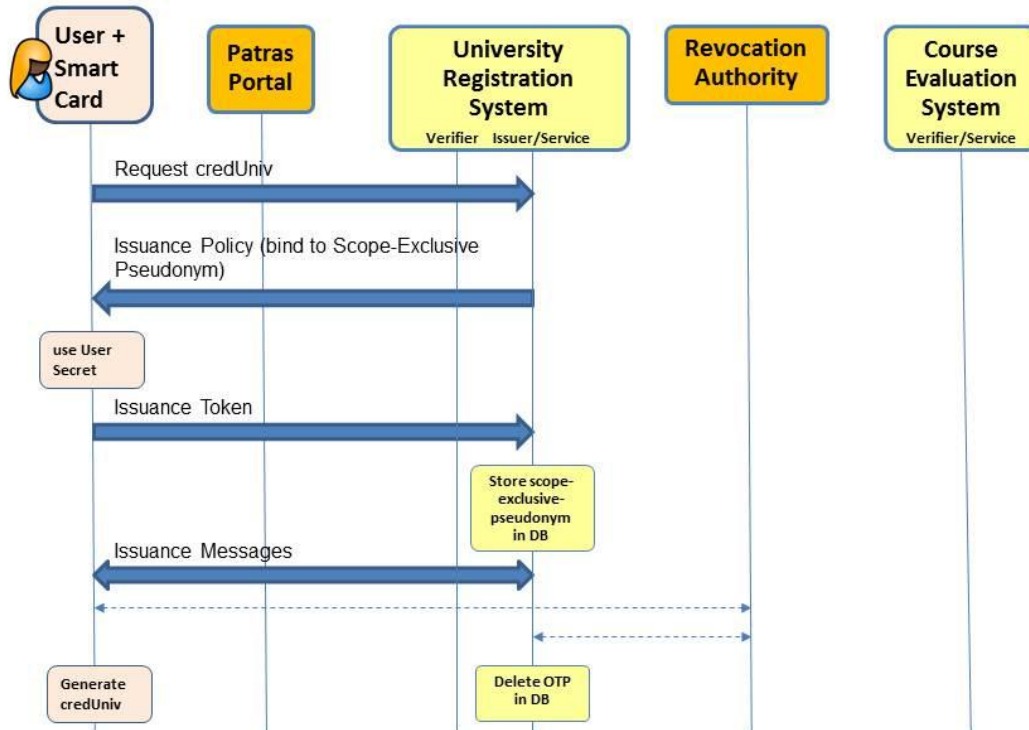 User +
Smart
Card
Patras
Portal
University
Registration
System
Verifier Issuer/Service
Revocation
Authority
Course
Evaluation
System
Verifier/Service
Request credUniv
Issuance Policy (bind to Scope-Exclusive
Pseudonym)
use User
Secret
Issuance Token
Store scope-
exclusive-
pseudonym
in DB
Issuance Messages
Generate
credUniv
Delete OTP
in DB